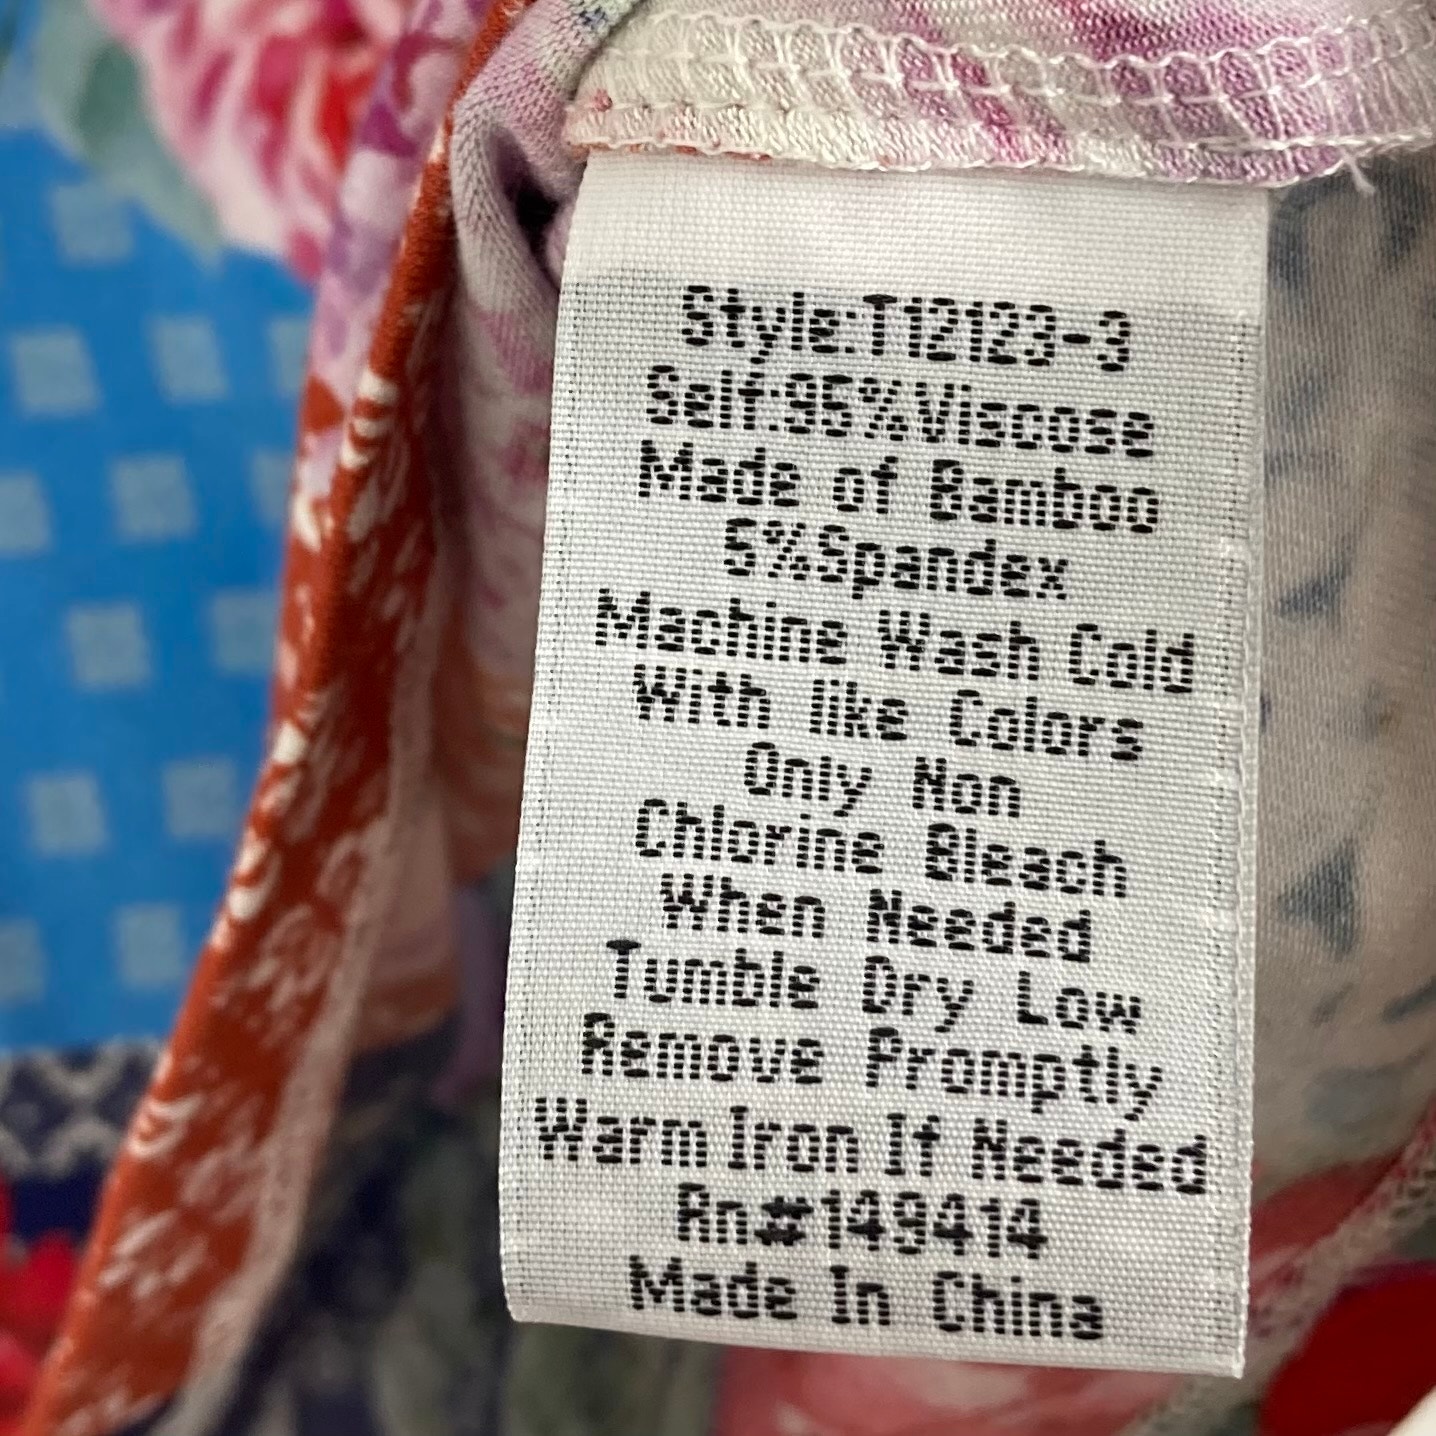 Style:T12123-3
Self:95%Viscose
Made of Bamboo
5%Spandex
Machine Wash Cold
With like Colors
Only Non
Chlorine Bleach
When Needed
Tumble Dry Low
Remove Promptly
Warm Iron If Needed
Rn#149414
Made In China